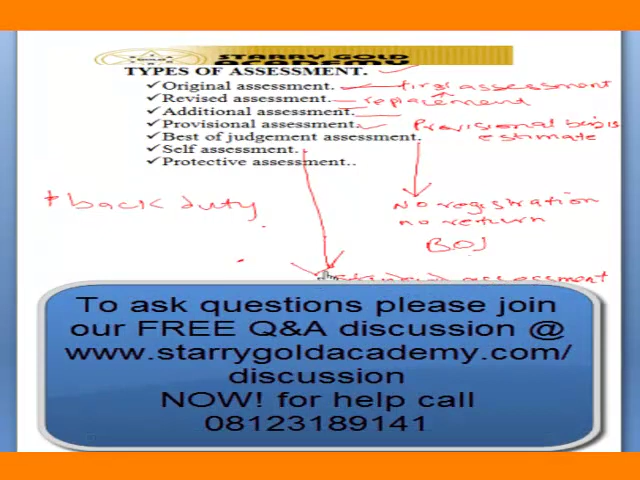 STARRY GOLD
ACADEMY
TYPES OF ASSESSMENT.
Original assessment. first assessment
Revised assessment. replacement
Additional assessment.
Provisional assessment. Provisional basis
Best of judgement assessment. estimate
Self assessment.
Protective assessment..
back duty
No registration
no return
BOJ
assessment
To ask questions please join
our FREE Q&A discussion @
www.starrygoldacademy.com/
discussion
NOW! for help call
08123189141